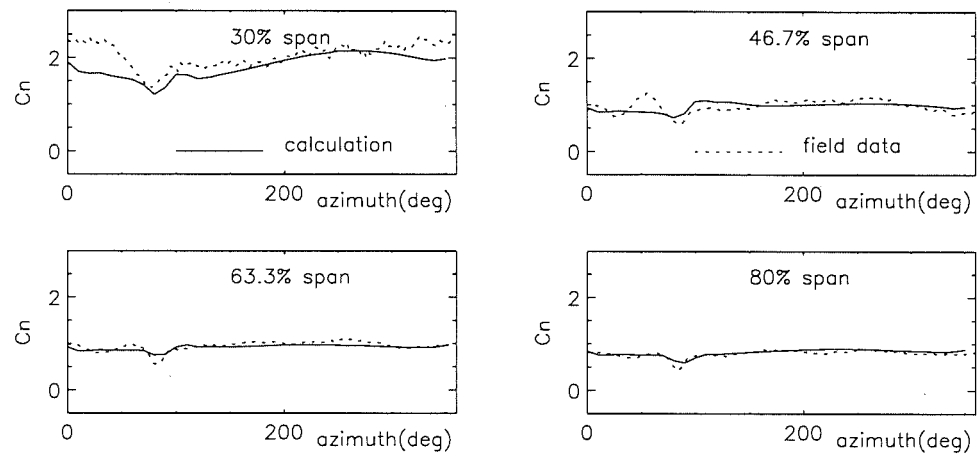 30% span
2
Cn
0
calculation
0
200
azimuth(deg)
46.7% span
2
Cn
0
field data
0
200
azimuth(deg)
63.3% span
2
Cn
0
0
200
azimuth(deg)
80% span
2
Cn
0
0
200
azimuth(deg)